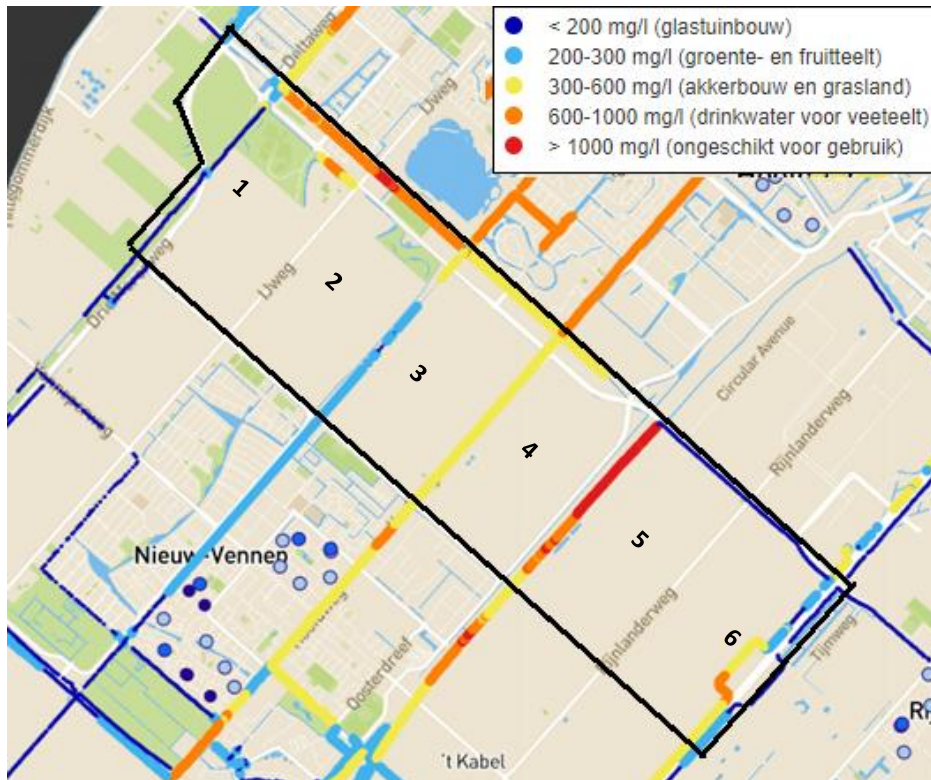 < 200 mg/l (glastuinbouw)
200-300 mg/l (groente- en fruitteelt)
300-600 mg/l (akkerbouw en grasland)
600-1000 mg/l (drinkwater voor veeteelt)
> 1000 mg/l (ongeschikt voor gebruik)
Deltaweg
IJweg
1
IJweg
2
3
Circular Avenue
Rijnlanderweg
4
5
Nieuw-Vennep
Rijnlanderweg
6
Tijmweg
Oosterdreef
't Kabel